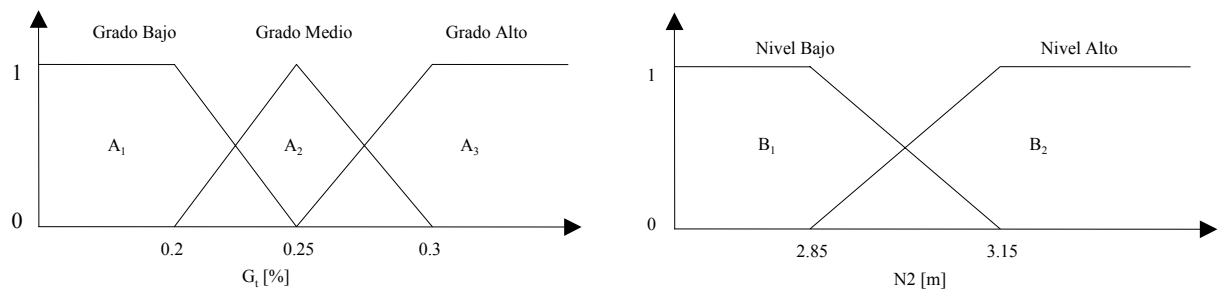 Grado Bajo
Grado Medio
Grado Alto
1
A₁
A₂
A₃
0
0.2
0.25
0.3
Gₜ [%]
Nivel Bajo
Nivel Alto
1
B₁
B₂
0
2.85
3.15
N2 [m]